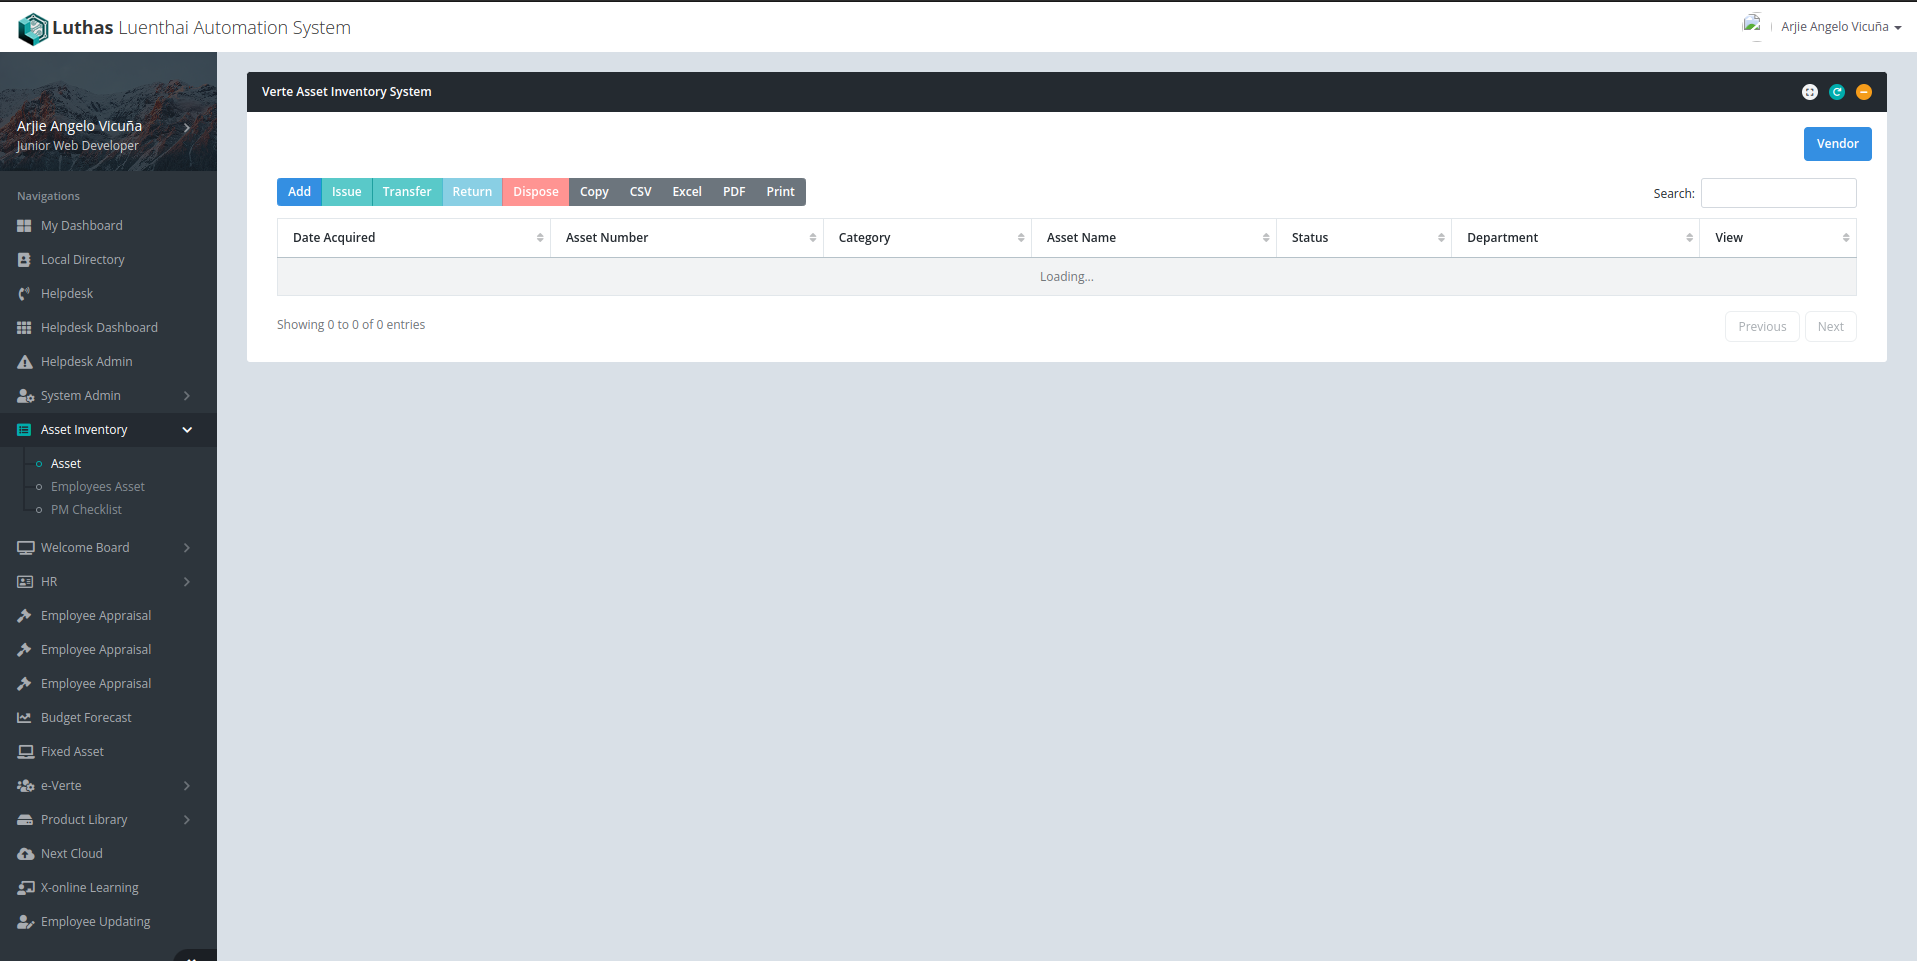 Luthas Luenthai Automation System
Arjie Angelo Vicuña
Arjie Angelo Vicuña
Junior Web Developer
Navigations
My Dashboard
Local Directory
Helpdesk
Helpdesk Dashboard
Helpdesk Admin
System Admin
Asset Inventory
Asset
Employees Asset
PM Checklist
Welcome Board
HR
Employee Appraisal
Employee Appraisal
Employee Appraisal
Budget Forecast
Fixed Asset
e-Verte
Product Library
Next Cloud
X-online Learning
Employee Updating
Verte Asset Inventory System
Vendor
Add Issue Transfer Return Dispose Copy CSV Excel PDF Print
Search:
Date Acquired Asset Number Category Asset Name Status Department View
Loading...
Showing 0 to 0 of 0 entries
Previous Next